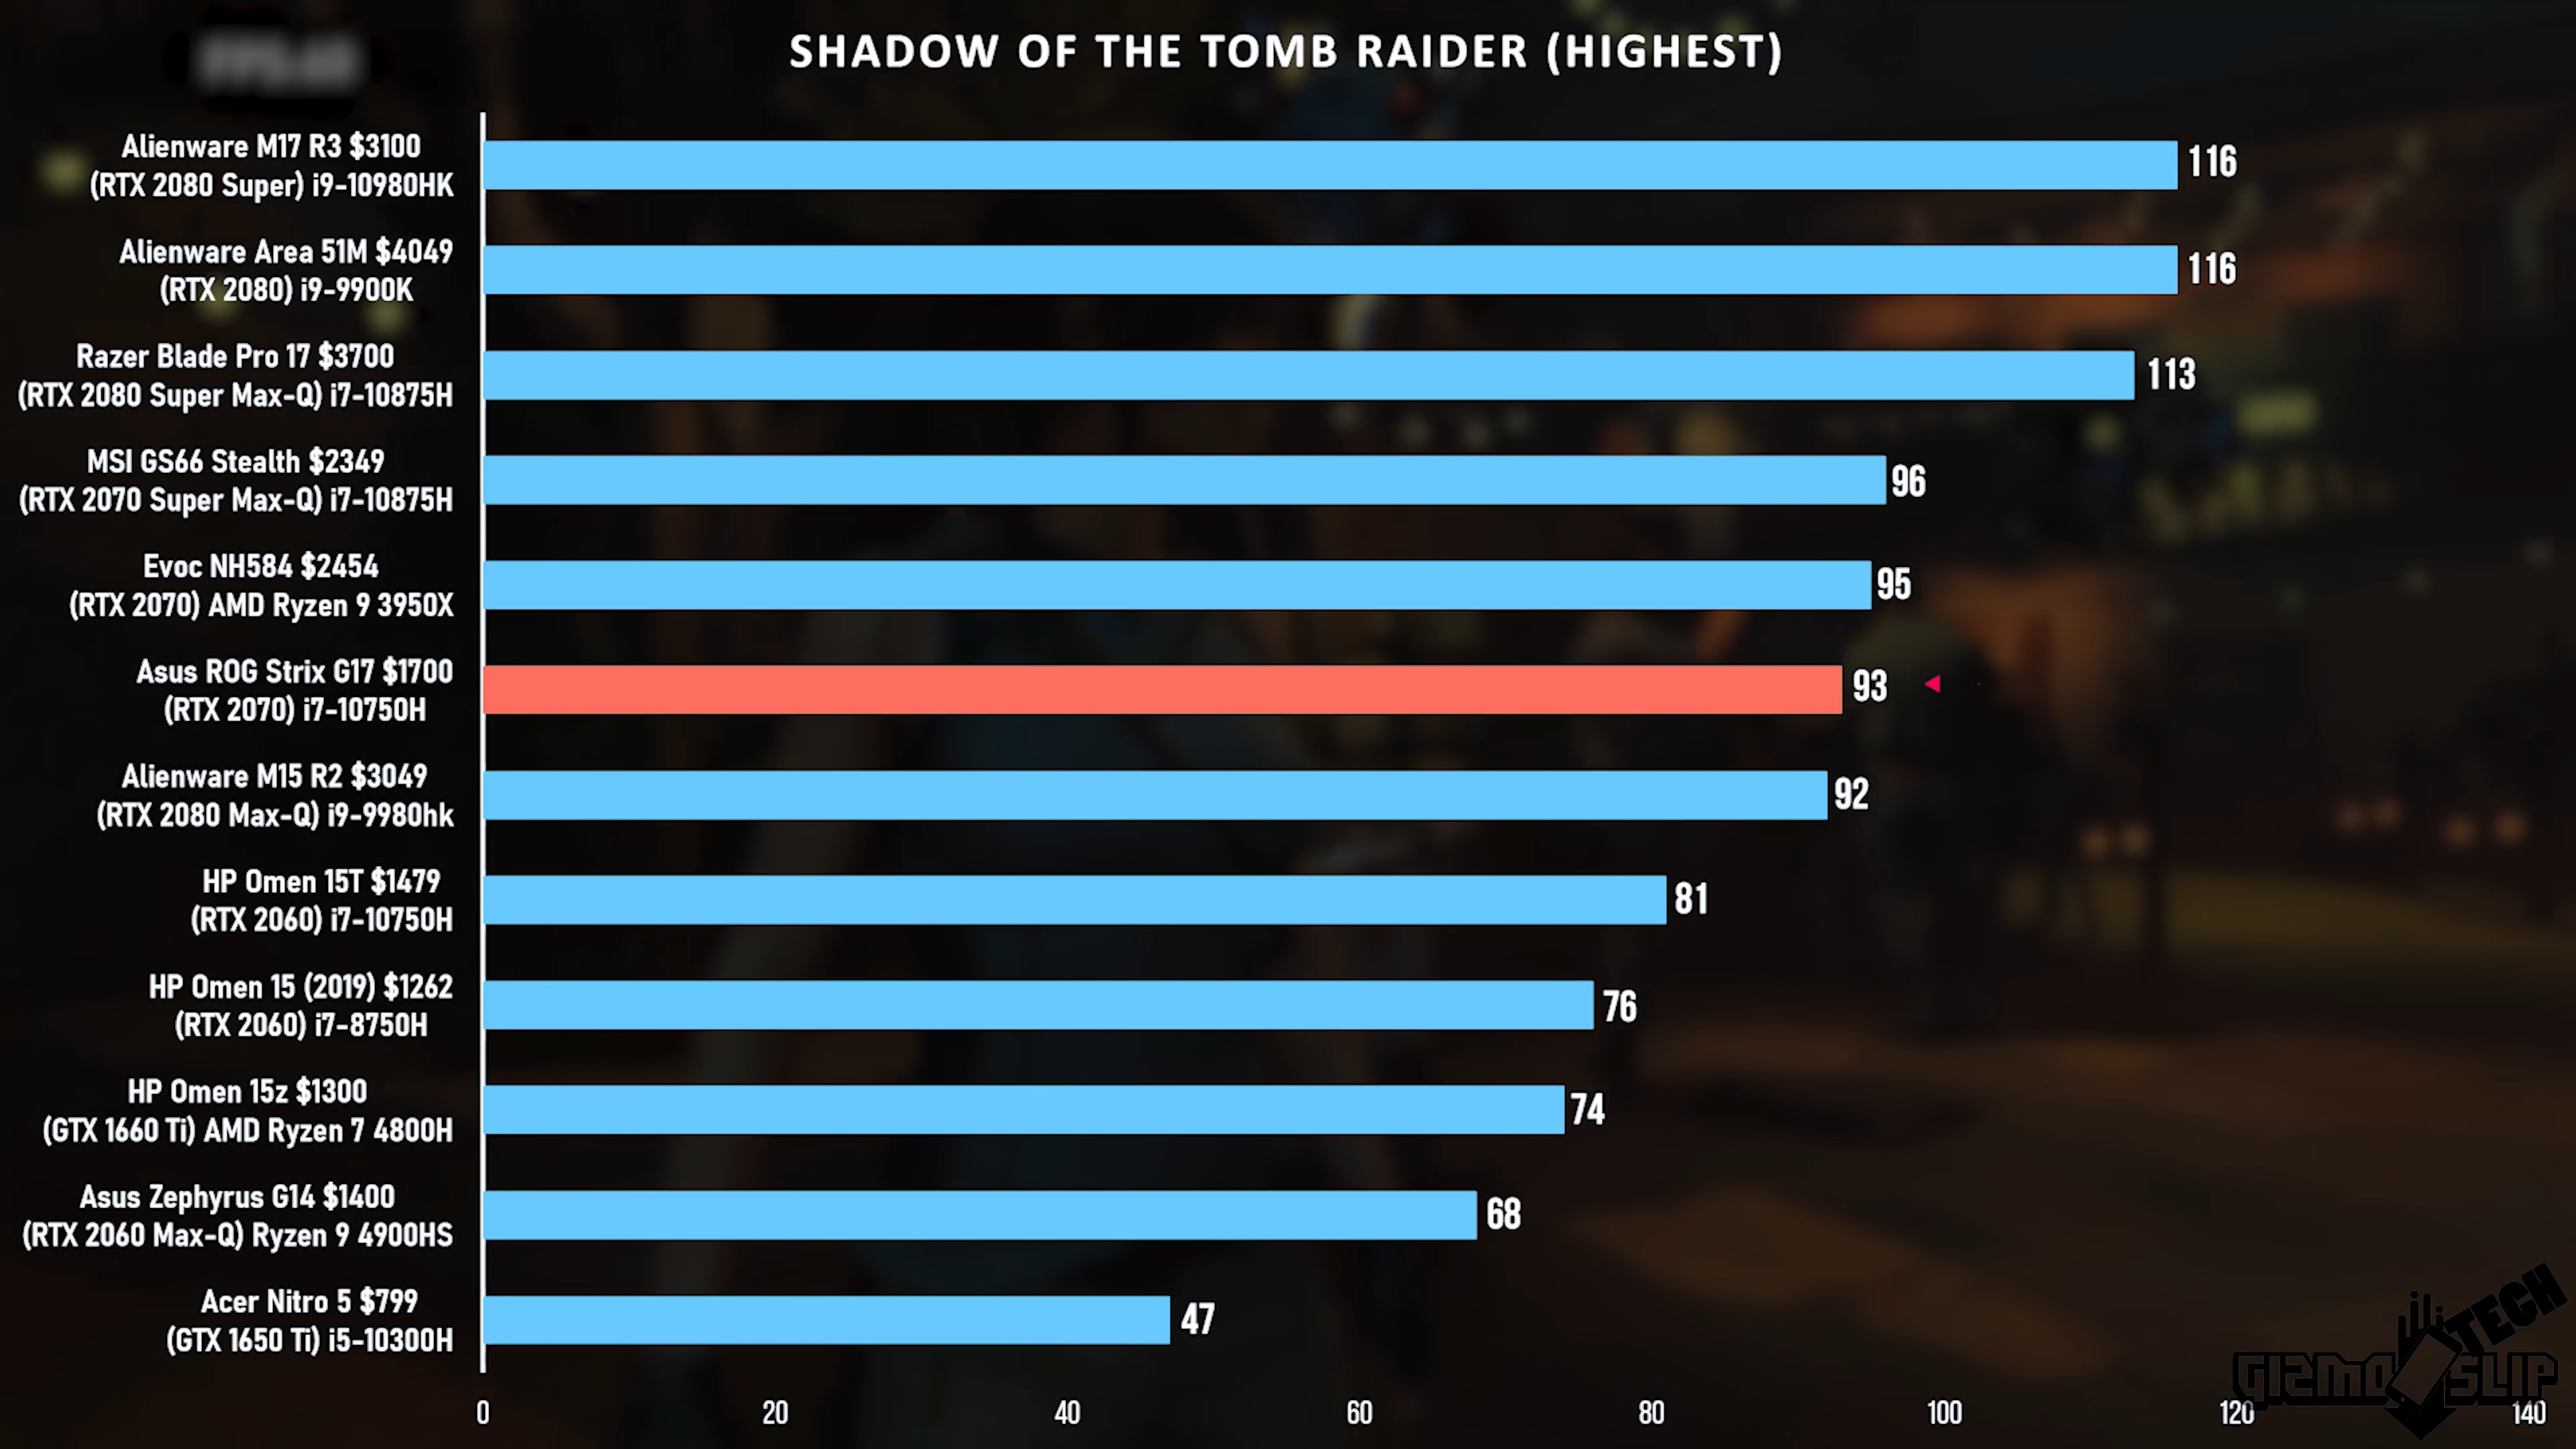 SHADOW OF THE TOMB RAIDER (HIGHEST)
Alienware M17 R3 $3100
(RTX 2080 Super) i9-10980HK
116
Alienware Area 51M $4049
(RTX 2080) i9-9900K
116
Razer Blade Pro 17 $3700
(RTX 2080 Super Max-Q) i7-10875H
113
MSI GS66 Stealth $2349
(RTX 2070 Super Max-Q) i7-10875H
96
Evoc NH584 $2454
(RTX 2070) AMD Ryzen 9 3950X
95
Asus ROG Strix G17 $1700
(RTX 2070) i7-10750H
93
Alienware M15 R2 $3049
(RTX 2080 Max-Q) i9-9980hk
92
HP Omen 15T $1479
(RTX 2060) i7-10750H
81
HP Omen 15 (2019) $1262
(RTX 2060) i7-8750H
76
HP Omen 15z $1300
(GTX 1660 Ti) AMD Ryzen 7 4800H
74
Asus Zephyrus G14 $1400
(RTX 2060 Max-Q) Ryzen 9 4900HS
68
Acer Nitro 5 $799
(GTX 1650 Ti) i5-10300H
47
0 20 40 60 80 100 120 140
GIZMO SLIP
TECH